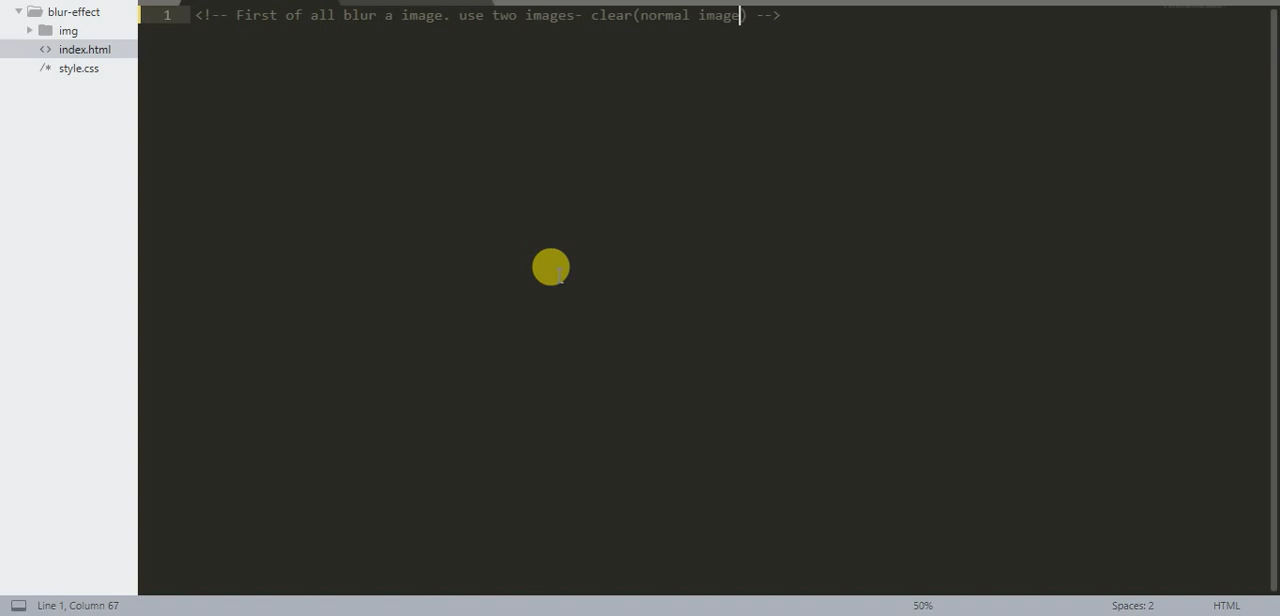 blur-effect
img
<> index.html
/* style.css
1 <!-- First of all blur a image. use two images- clear(normal image) -->
Line 1, Column 67
50%
Spaces: 2
HTML